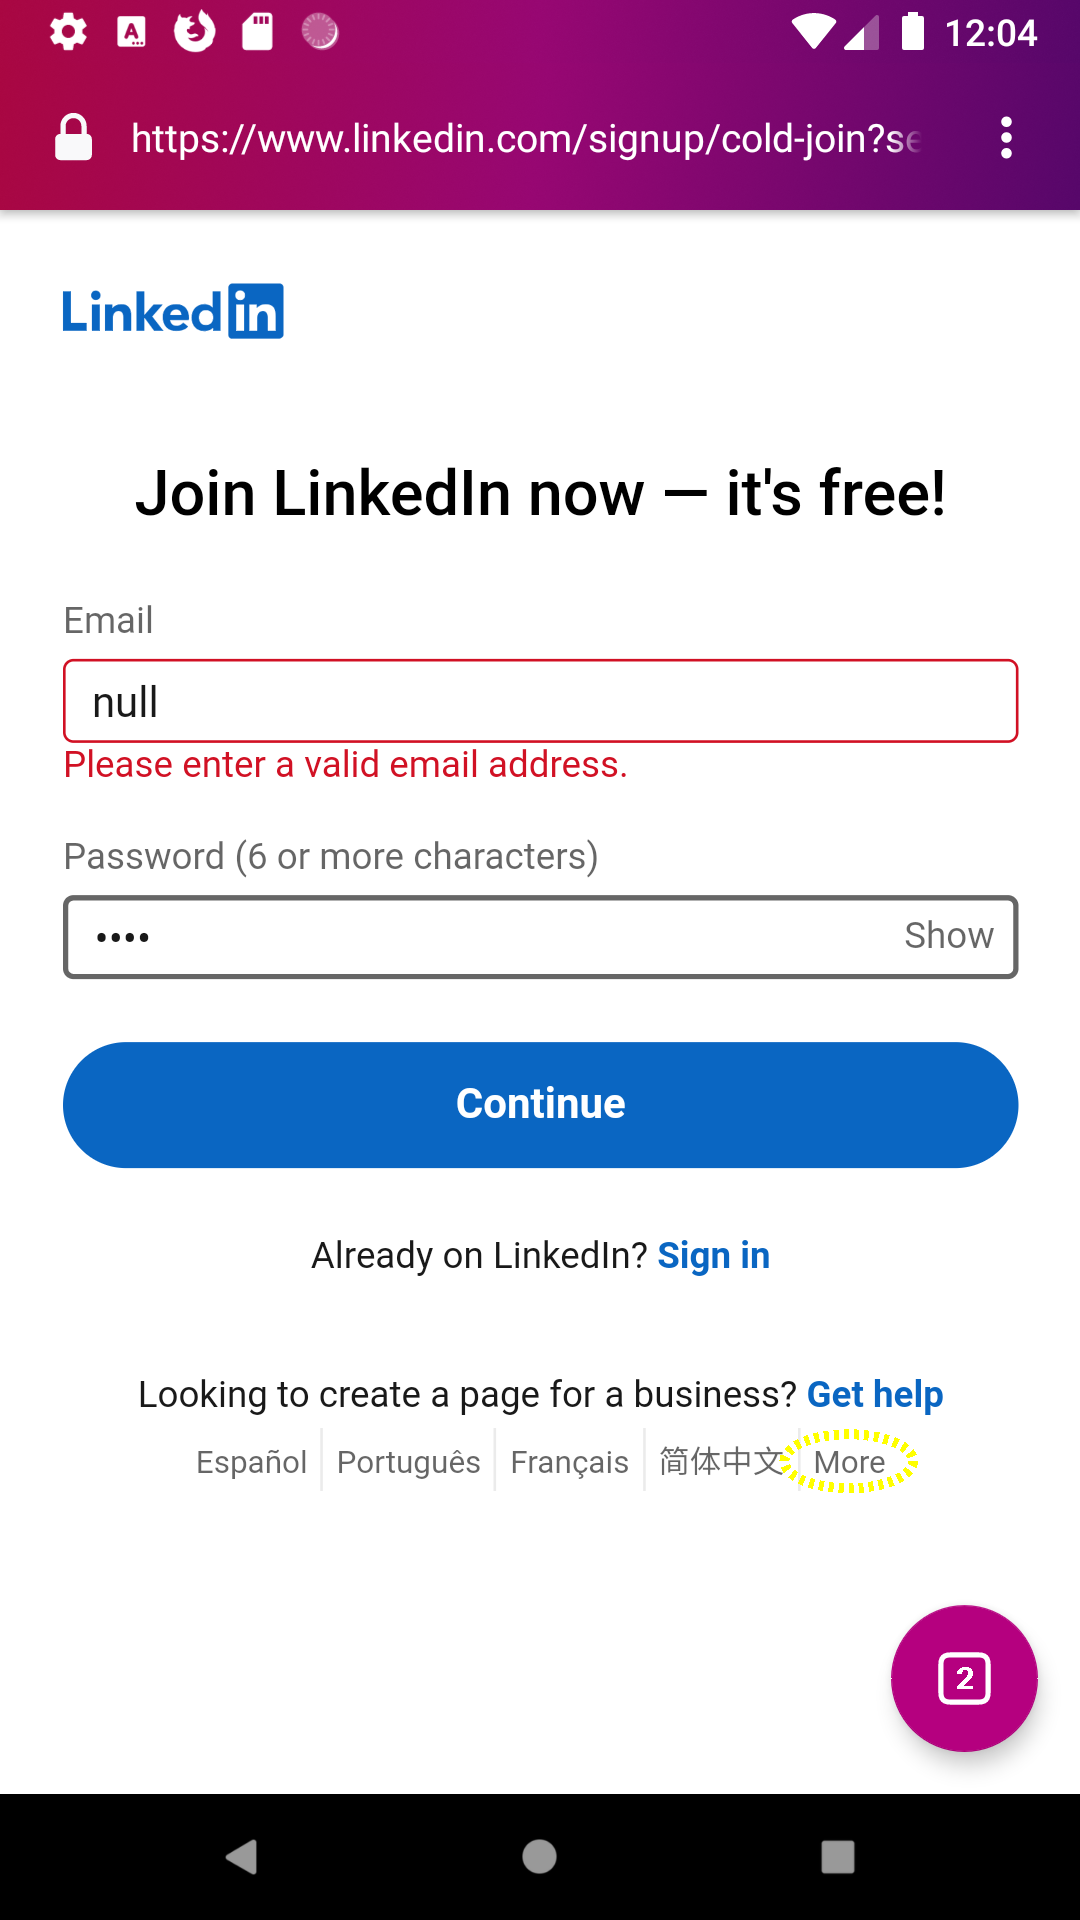 12:04
https://www.linkedin.com/signup/cold-join?se
Linked in
Join LinkedIn now — it's free!
Email
null
Please enter a valid email address.
Password (6 or more characters)
•••• Show
Continue
Already on LinkedIn? Sign in
Looking to create a page for a business? Get help
Español Português Français 简体中文 More
2